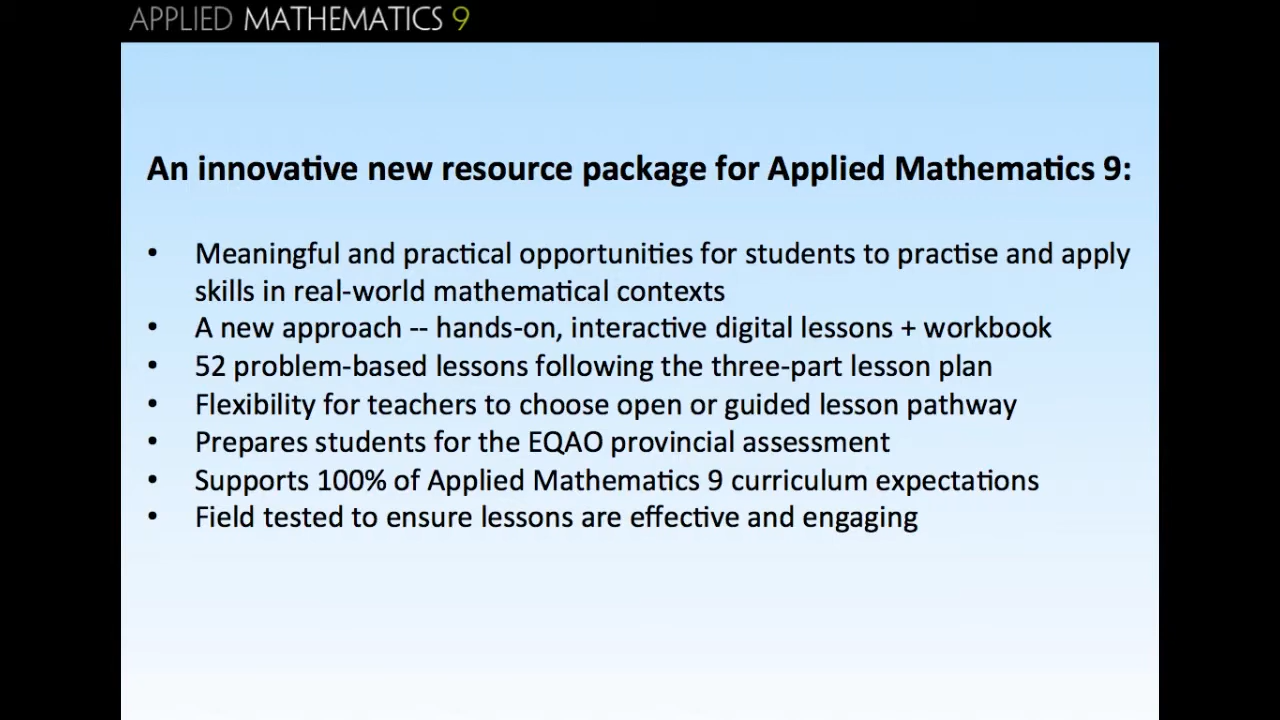 APPLIED MATHEMATICS 9
An innovative new resource package for Applied Mathematics 9:
• Meaningful and practical opportunities for students to practise and apply
skills in real-world mathematical contexts
• A new approach -- hands-on, interactive digital lessons + workbook
• 52 problem-based lessons following the three-part lesson plan
• Flexibility for teachers to choose open or guided lesson pathway
• Prepares students for the EQAO provincial assessment
• Supports 100% of Applied Mathematics 9 curriculum expectations
• Field tested to ensure lessons are effective and engaging